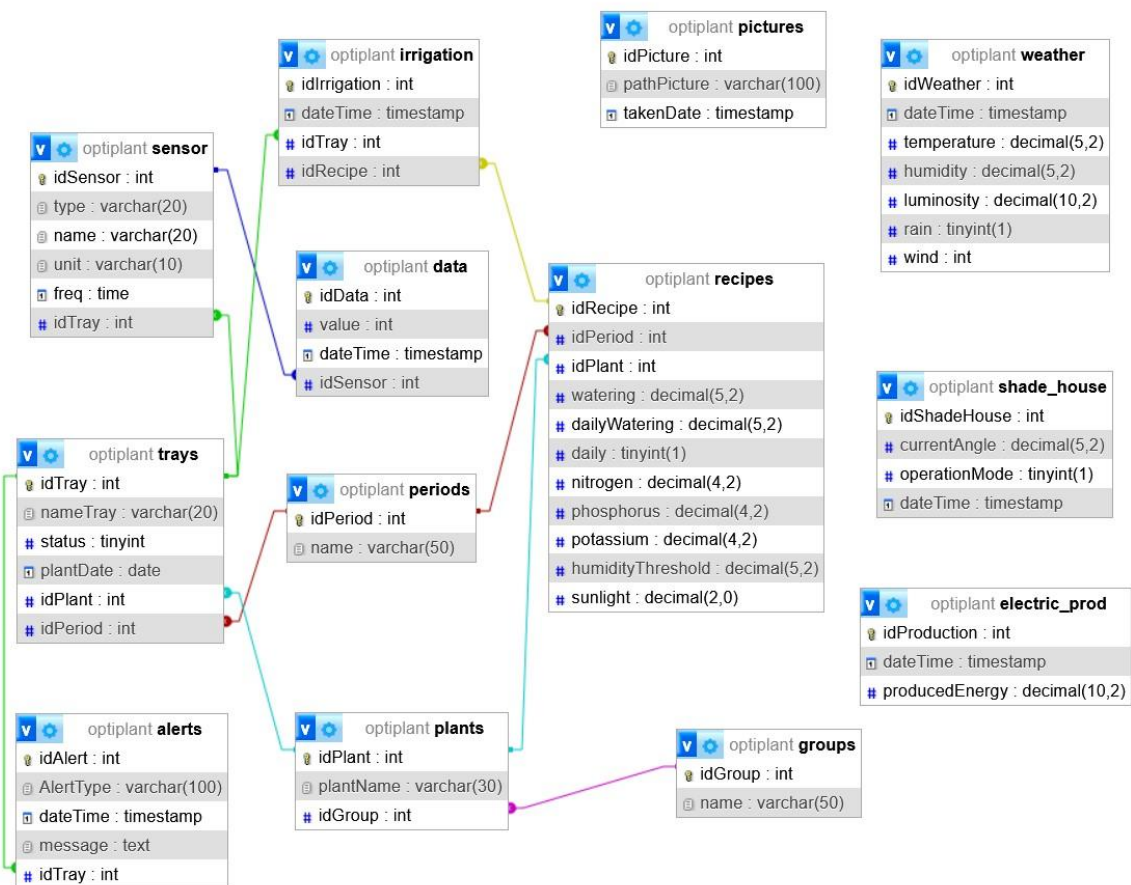 optiplant irrigation
idIrrigation : int
dateTime : timestamp
idTray : int
idRecipe : int
optiplant pictures
idPicture : int
pathPicture : varchar(100)
takenDate : timestamp
optiplant weather
idWeather : int
dateTime : timestamp
temperature : decimal(5,2)
humidity : decimal(5,2)
luminosity : decimal(10,2)
rain : tinyint(1)
wind : int
optiplant sensor
idSensor : int
type : varchar(20)
name : varchar(20)
unit : varchar(10)
freq : time
idTray : int
optiplant data
idData : int
value : int
dateTime : timestamp
idSensor : int
optiplant recipes
idRecipe : int
idPeriod : int
idPlant : int
watering : decimal(5,2)
dailyWatering : decimal(5,2)
daily : tinyint(1)
nitrogen : decimal(4,2)
phosphorus : decimal(4,2)
potassium : decimal(4,2)
humidityThreshold : decimal(5,2)
sunlight : decimal(2,0)
optiplant shade_house
idShadeHouse : int
currentAngle : decimal(5,2)
operationMode : tinyint(1)
dateTime : timestamp
optiplant trays
idTray : int
nameTray : varchar(20)
status : tinyint
plantDate : date
idPlant : int
idPeriod : int
optiplant periods
idPeriod : int
name : varchar(50)
optiplant electric_prod
idProduction : int
dateTime : timestamp
producedEnergy : decimal(10,2)
optiplant alerts
idAlert : int
AlertType : varchar(100)
dateTime : timestamp
message : text
idTray : int
optiplant plants
idPlant : int
plantName : varchar(30)
idGroup : int
optiplant groups
idGroup : int
name : varchar(50)